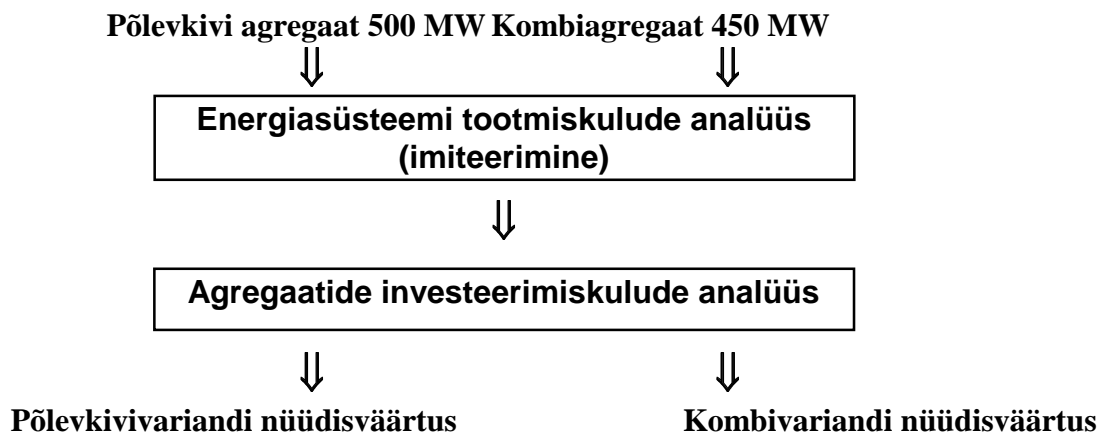 Põlevkivi agregaat 500 MW Kombiagregaat 450 MW
Energiasüsteemi tootmiskulude analüüs
(imiteerimine)
Agregaatide investeerimiskulude analüüs
Põlevkivivariandi nüüdisväärtus Kombivariandi nüüdisväärtus